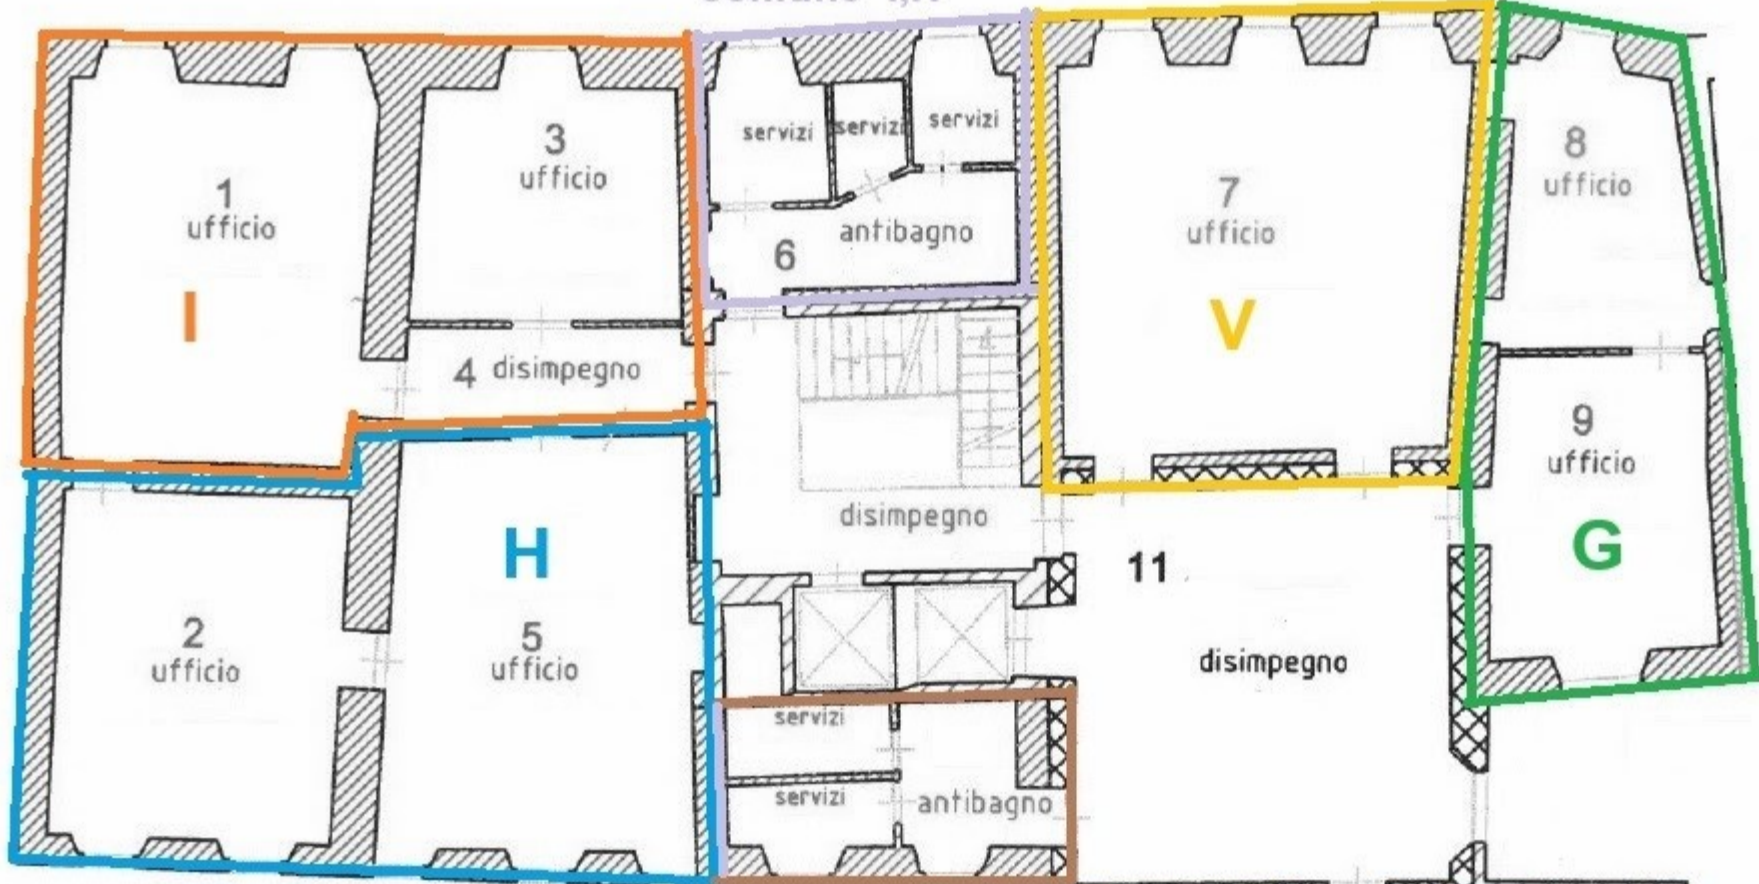 3
ufficio
1
ufficio
I
4 disimpegno
servizi
servizi
servizi
antibagno
6
7
ufficio
V
8
ufficio
9
ufficio
G
disimpegno
H
2
ufficio
5
ufficio
11
disimpegno
servizi
servizi
antibagno